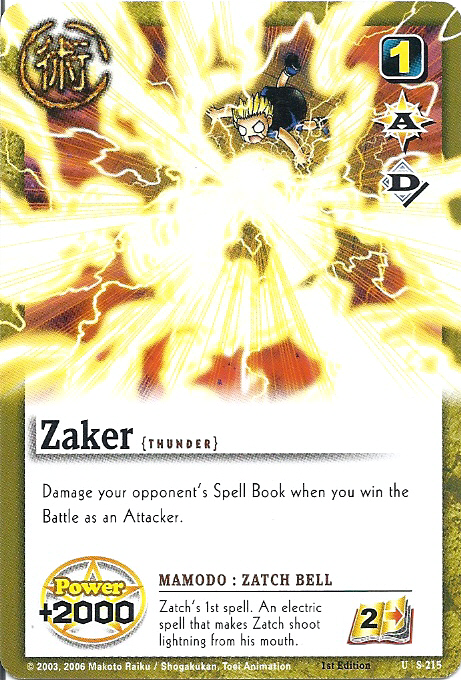 術
1
A
D
Zaker {THUNDER}
Damage your opponent's Spell Book when you win the
Battle as an Attacker.
Power
+2000
MAMODO : ZATCH BELL
Zatch's 1st spell. An electric
spell that makes Zatch shoot
lightning from his mouth.
2
© 2003, 2006 Makoto Raiku / Shogakukan, Toei Animation 1st Edition U S-215